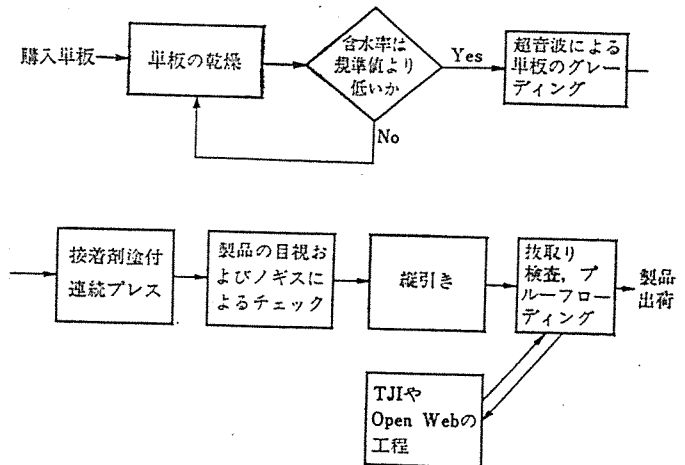 購入単板
単板の乾燥
含水率は
規準値より
低いか
Yes
No
超音波による
単板のグレー
ディング
接着剤塗付
連続プレス
製品の目視お
よびノギスに
よるチェック
縦引き
抜取り
検査，プ
ルーフロー
ディング
製品
出荷
TJIや
Open Webの
工程